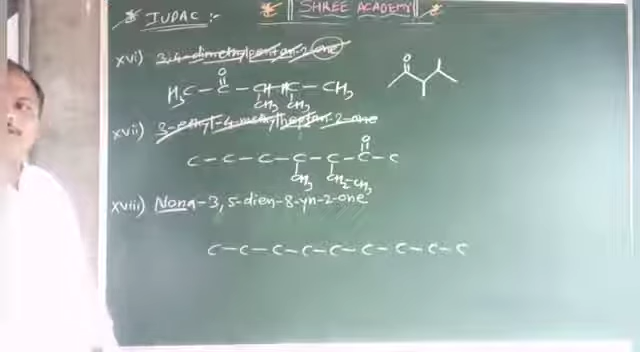 * IUPAC :- * SHREE ACADEMY *
xvi) 3,4-dimethylpentan-2-one
O
H3C - C - CH - HC - CH3
CH3 CH3
O
xvii) 3-ethyl-4-methylheptan-2-one
O
C - C - C - C - C - C - C
CH3 CH2-CH3
xviii) Nona-3,5-dien-8-yn-2-one
C - C - C - C - C - C - C - C - C